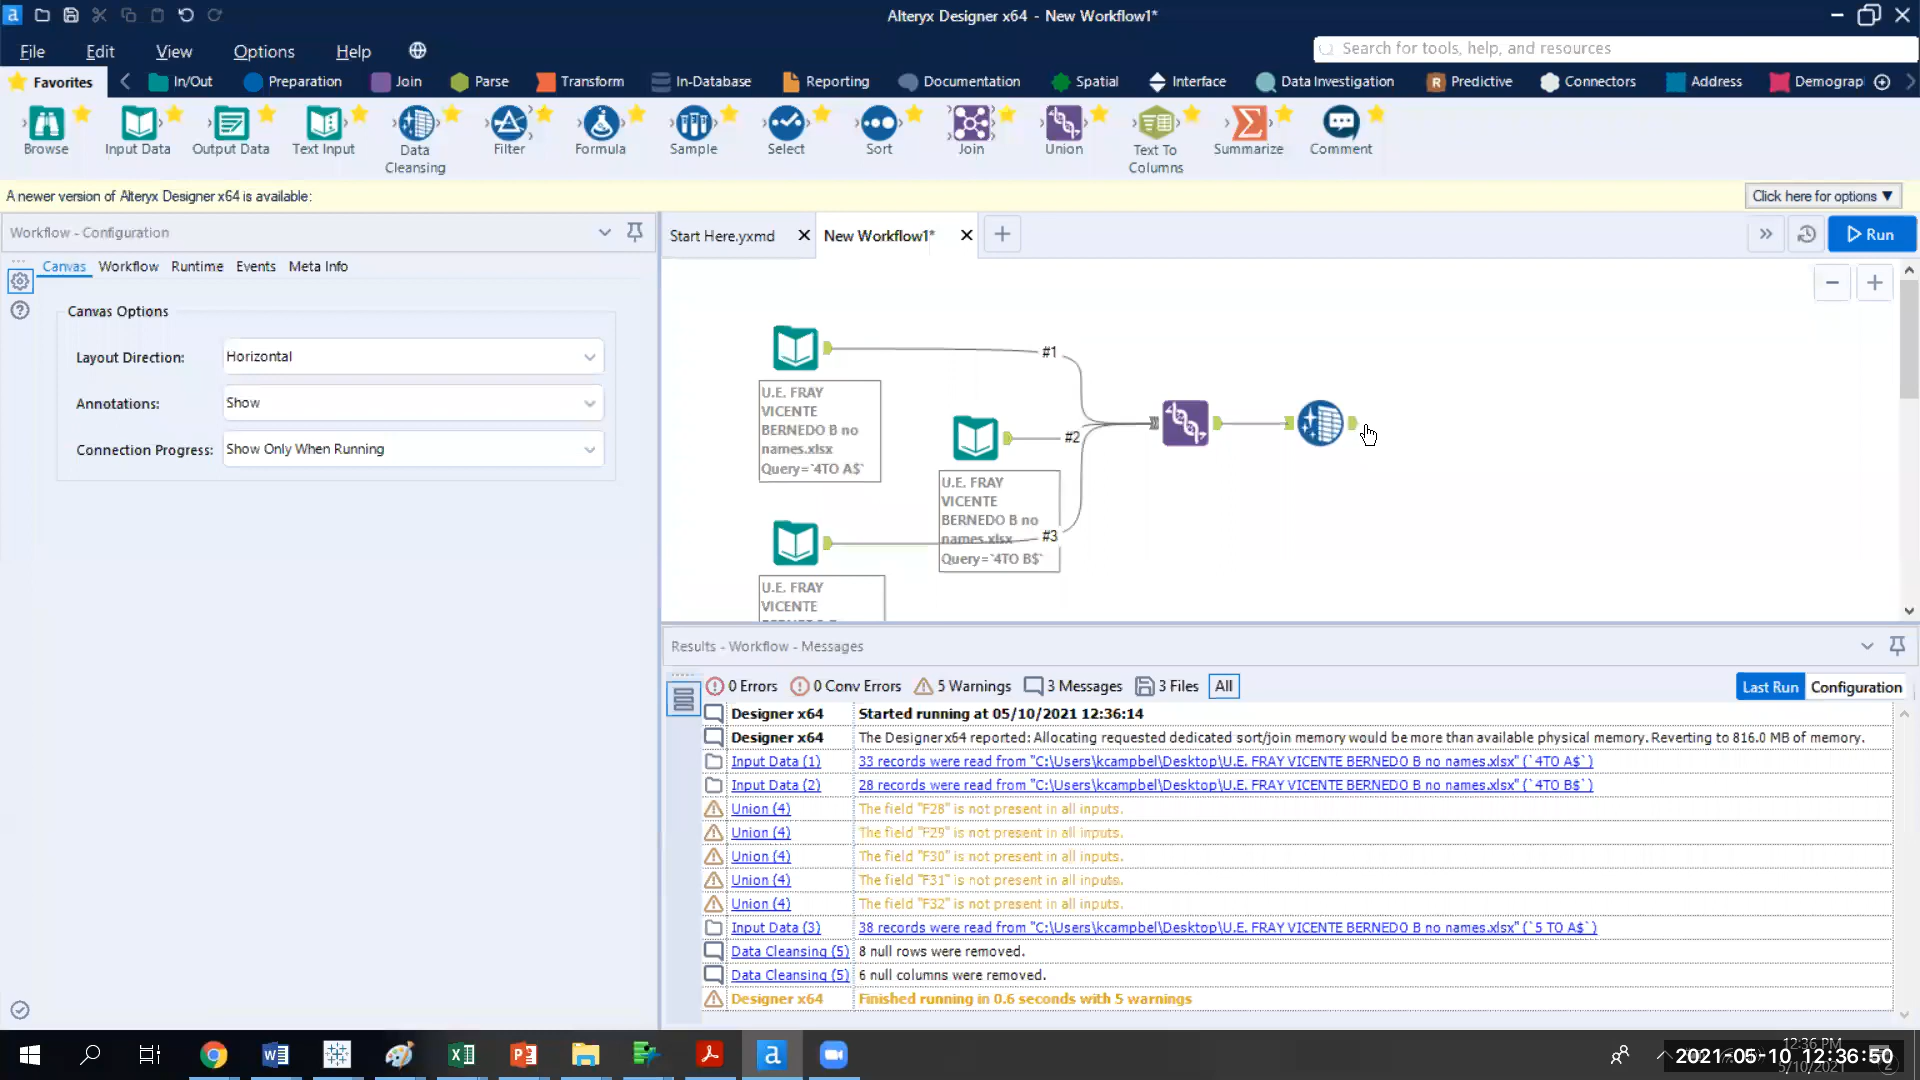 Alteryx Designer x64 - New Workflow1*
File Edit View Options Help
Search for tools, help, and resources
Favorites In/Out Preparation Join Parse Transform In-Database Reporting Documentation Spatial Interface Data Investigation Predictive Connectors Address Demograp
Browse Input Data Output Data Text Input Data Cleansing Filter Formula Sample Select Sort Join Union Text To Columns Summarize Comment
A newer version of Alteryx Designer x64 is available:
Click here for options ▼
Workflow - Configuration
Start Here.yxmd
New Workflow1*
Run
Canvas Workflow Runtime Events Meta Info
Canvas Options
Layout Direction: Horizontal
Annotations: Show
Connection Progress: Show Only When Running
#1
U.E. FRAY
VICENTE
BERNEDO B no
names.xlsx
Query=`4TO A$`
#2
U.E. FRAY
VICENTE
BERNEDO B no
names.xlsx
Query=`4TO B$`
#3
U.E. FRAY
VICENTE
Results - Workflow - Messages
0 Errors 0 Conv Errors 5 Warnings 3 Messages 3 Files All
Last Run Configuration
Designer x64 Started running at 05/10/2021 12:36:14
Designer x64 The Designer x64 reported: Allocating requested dedicated sort/join memory would be more than available physical memory. Reverting to 816.0 MB of memory.
Input Data (1) 33 records were read from "C:\Users\kcampbel\Desktop\U.E. FRAY VICENTE BERNEDO B no names.xlsx" (`4TO A$`)
Input Data (2) 28 records were read from "C:\Users\kcampbel\Desktop\U.E. FRAY VICENTE BERNEDO B no names.xlsx" (`4TO B$`)
Union (4) The field "F28" is not present in all inputs.
Union (4) The field "F29" is not present in all inputs.
Union (4) The field "F30" is not present in all inputs.
Union (4) The field "F31" is not present in all inputs.
Union (4) The field "F32" is not present in all inputs.
Input Data (3) 38 records were read from "C:\Users\kcampbel\Desktop\U.E. FRAY VICENTE BERNEDO B no names.xlsx" (`5 TO A$`)
Data Cleansing (5) 8 null rows were removed.
Data Cleansing (5) 6 null columns were removed.
Designer x64 Finished running in 0.6 seconds with 5 warnings
12:36 PM
2021-05-10 12:36:50